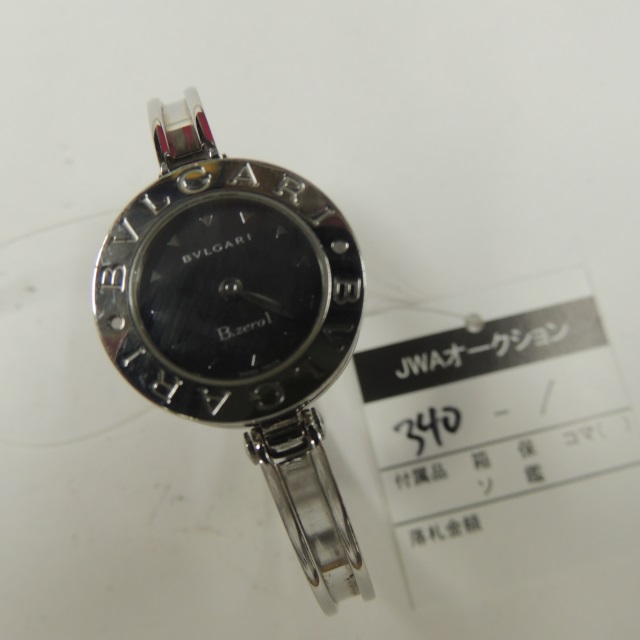 BVLGARI BVLGARI
BVLGARI
B.zero1
JWAオークション
340 - /
付属品 箱 保 コマ( )
ソ 鑑
落札金額